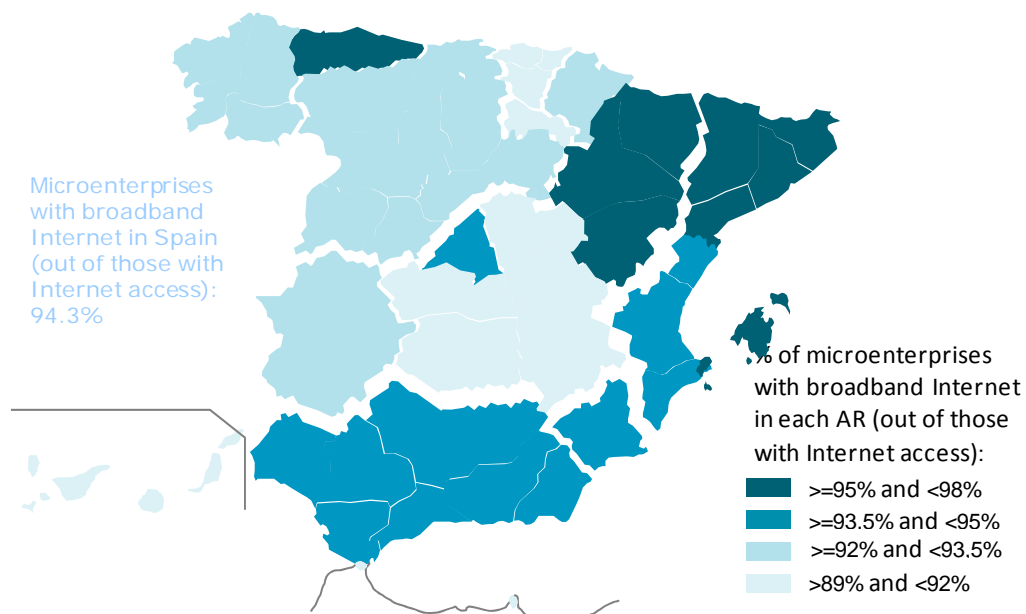 Microenterprises
with broadband
Internet in Spain
(out of those with
Internet access):
94.3%
% of microenterprises
with broadband Internet
in each AR (out of those
with Internet access):
>=95% and <98%
>=93.5% and <95%
>=92% and <93.5%
>89% and <92%